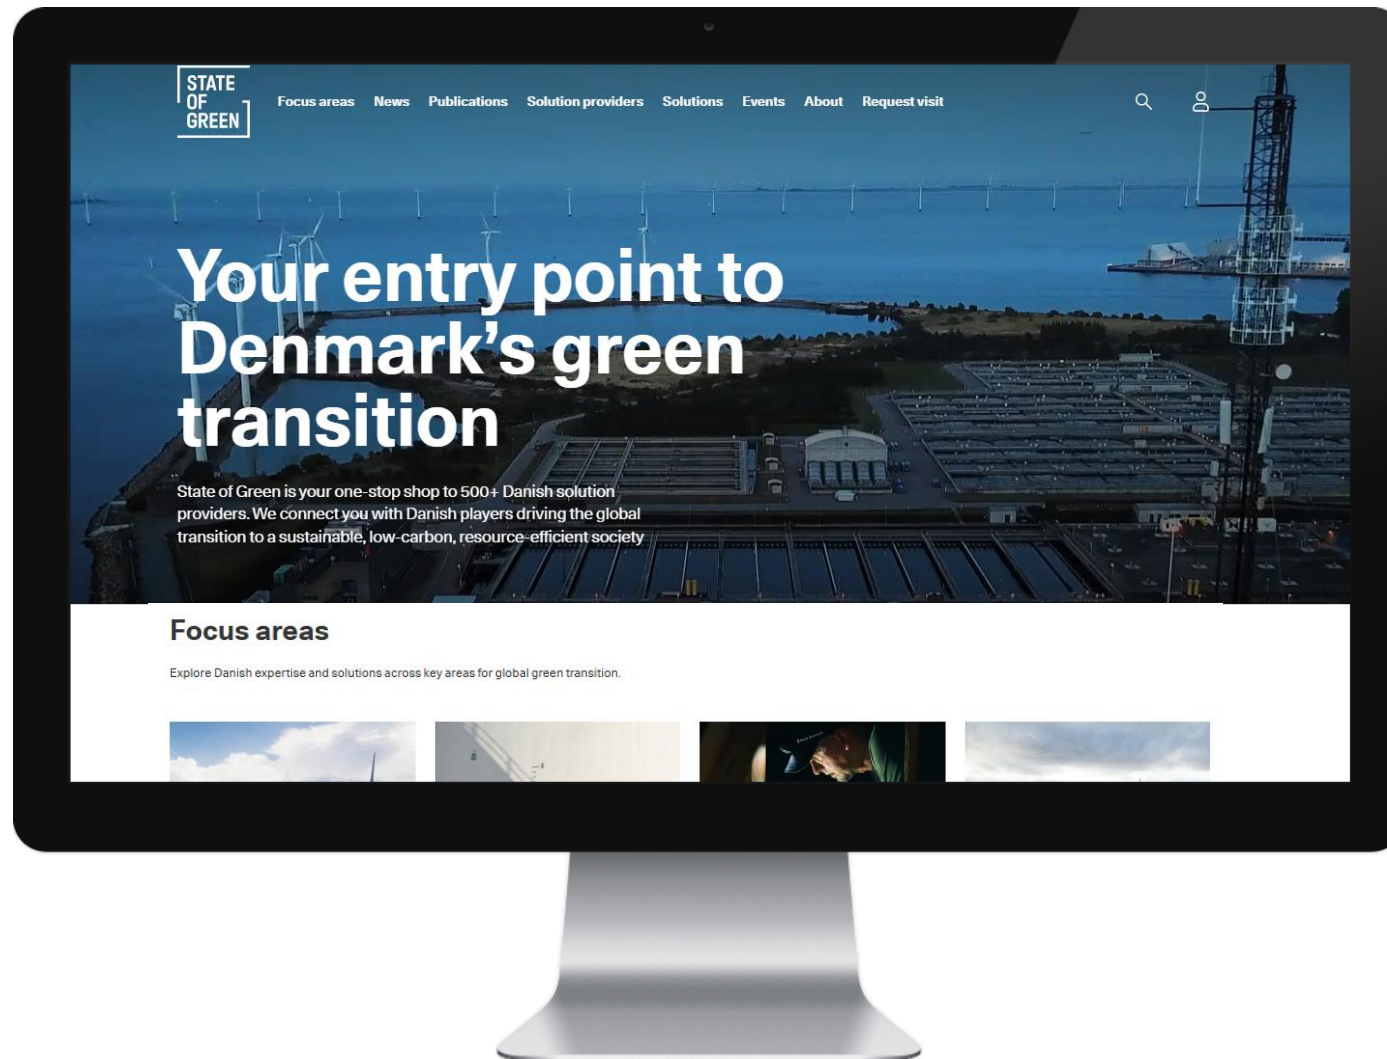 STATE
OF
GREEN
Focus areas News Publications Solution providers Solutions Events About Request visit
Your entry point to
Denmark’s green
transition
State of Green is your one-stop shop to 500+ Danish solution
providers. We connect you with Danish players driving the global
transition to a sustainable, low-carbon, resource-efficient society
Focus areas
Explore Danish expertise and solutions across key areas for global green transition.